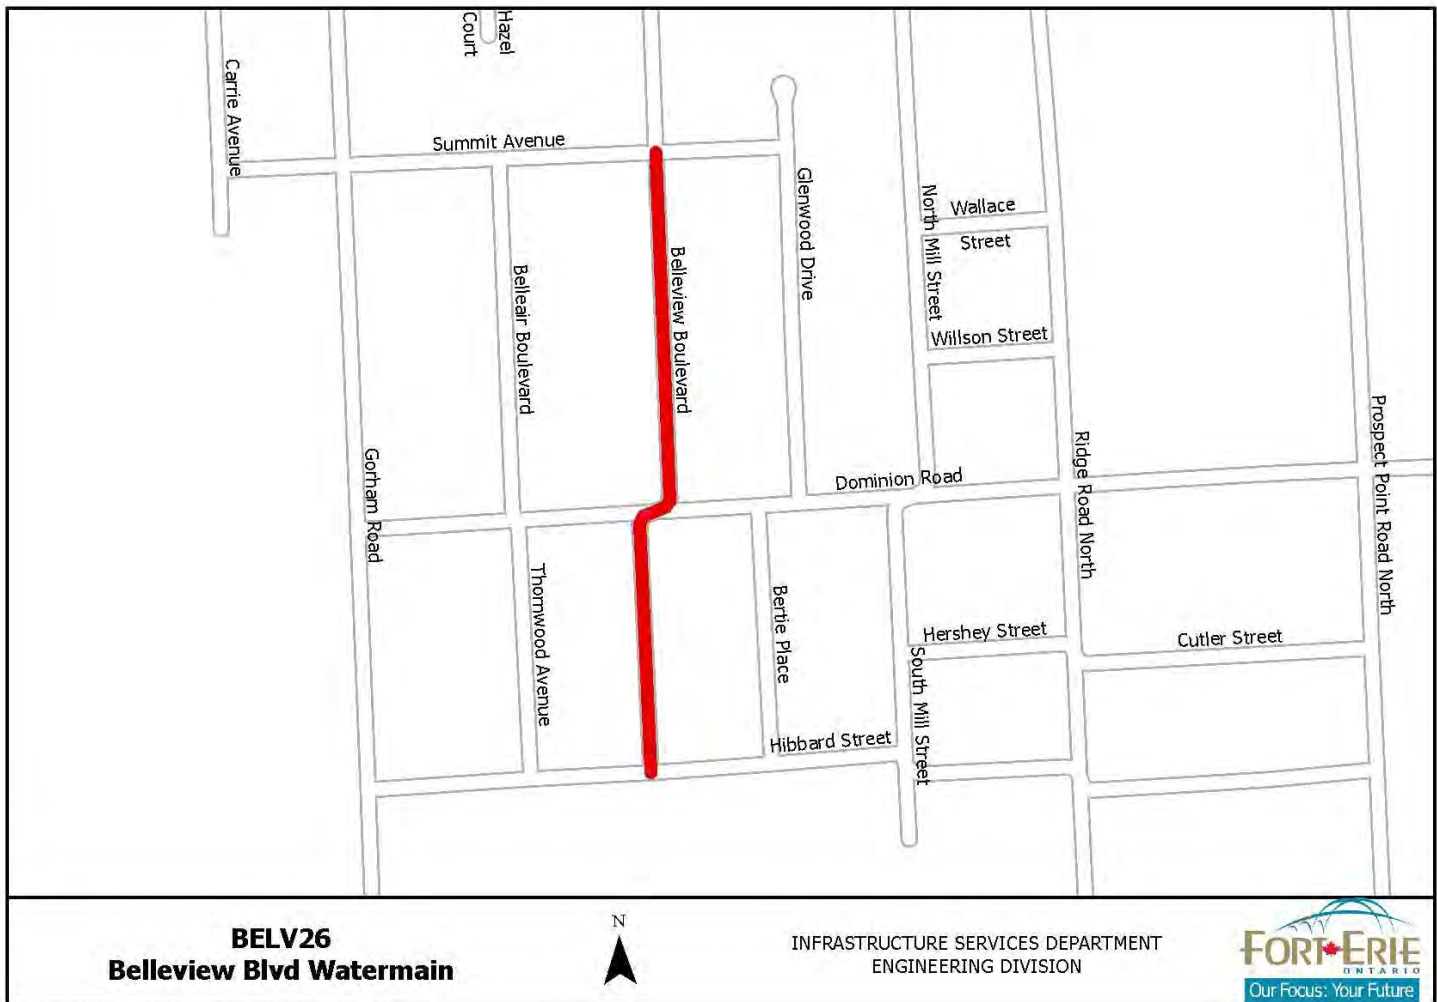 Hazel
Court
Carrie Avenue
Summit Avenue
Glenwood Drive
North Mill Street
Wallace
Street
Belleair Boulevard
Belleview Boulevard
Willson Street
Gorham Road
Dominion Road
Ridge Road North
Prospect Point Road North
Thornwood Avenue
Bertie Place
Hershey Street
Cutler Street
South Mill Street
Hibbard Street
BELV26
Belleview Blvd Watermain
N
INFRASTRUCTURE SERVICES DEPARTMENT
ENGINEERING DIVISION
FORT ERIE
ONTARIO
Our Focus: Your Future